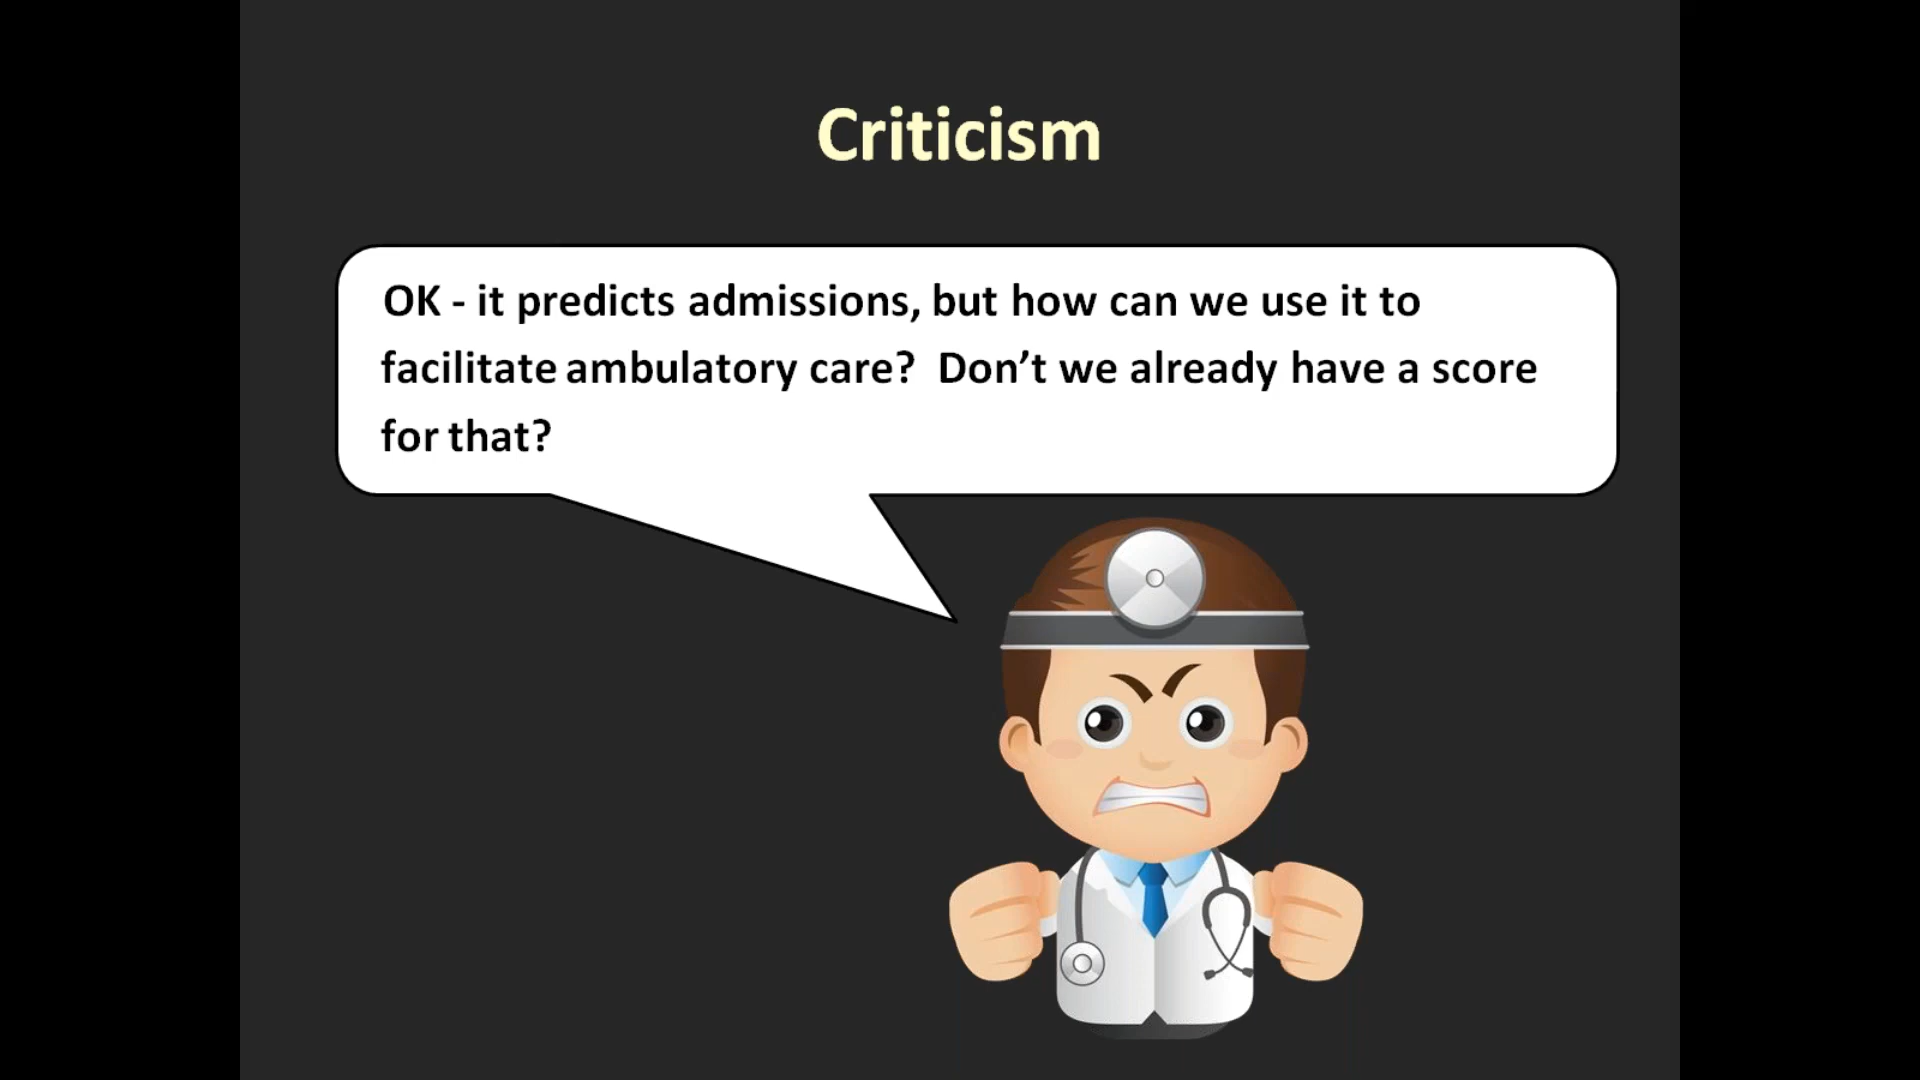 Criticism
OK - it predicts admissions, but how can we use it to
facilitate ambulatory care?  Don’t we already have a score
for that?